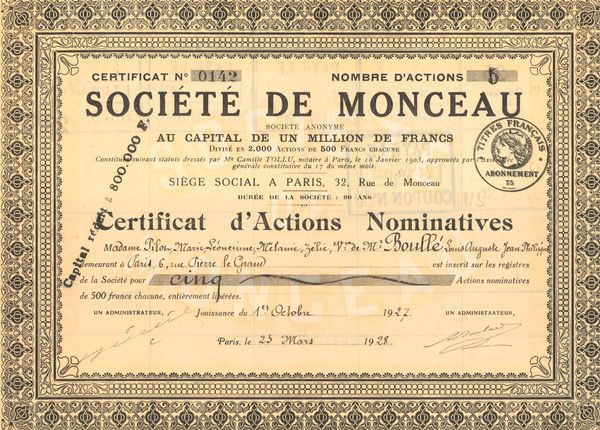 CERTIFICAT Nº 0142 NOMBRE D'ACTIONS 5
SOCIÉTÉ DE MONCEAU
SOCIÉTÉ ANONYME
AU CAPITAL DE UN MILLION DE FRANCS
DIVISÉ EN 2,000 ACTIONS DE 500 FRANCS CHACUNE
Constituée suivant statuts dressés par Mᵉ Camille TOLLU, notaire à Paris, le 16 Janvier 1903, approuvés par l'Assemblée
générale constitutive du 17 du même mois.
SIÈGE SOCIAL A PARIS, 32, Rue de Monceau
DURÉE DE LA SOCIÉTÉ : 90 ANS
TITRES FRANÇAIS
ABONNEMENT
Capital à 800.000 F.
Certificat d'Actions Nominatives
Madame Pilon, Marie, Mélanie, Zélie, Vve de Mr Boullé, Louis Auguste Jean Philippe
demeurant à Paris, 6, rue Pierre le Grand est inscrit sur les registres
de la Société pour cinq Actions nominatives
de 500 francs chacune, entièrement libérées.
UN ADMINISTRATEUR, Jouissance du 1er Octobre 1927. UN ADMINISTRATEUR,
Paris, le 23 Mars 1928.